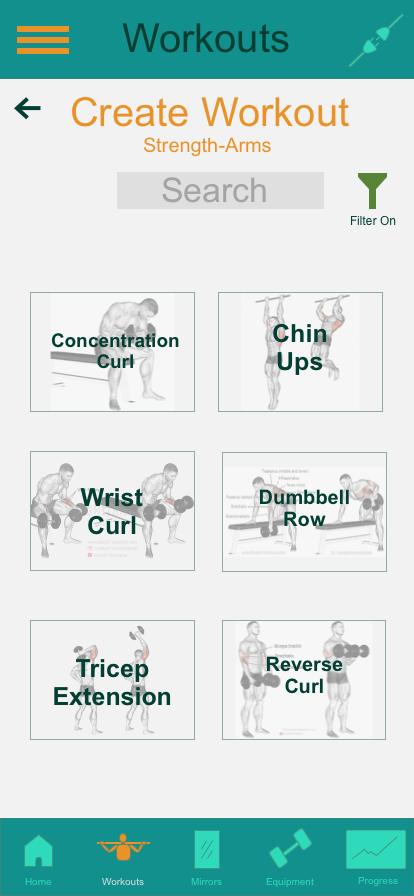 Workouts
Create Workout
Strength-Arms
Search
Filter On
Concentration
Curl
Chin
Ups
Wrist
Curl
Dumbbell
Row
Tricep
Extension
Reverse
Curl
Home
Workouts
Mirrors
Equipment
Progress